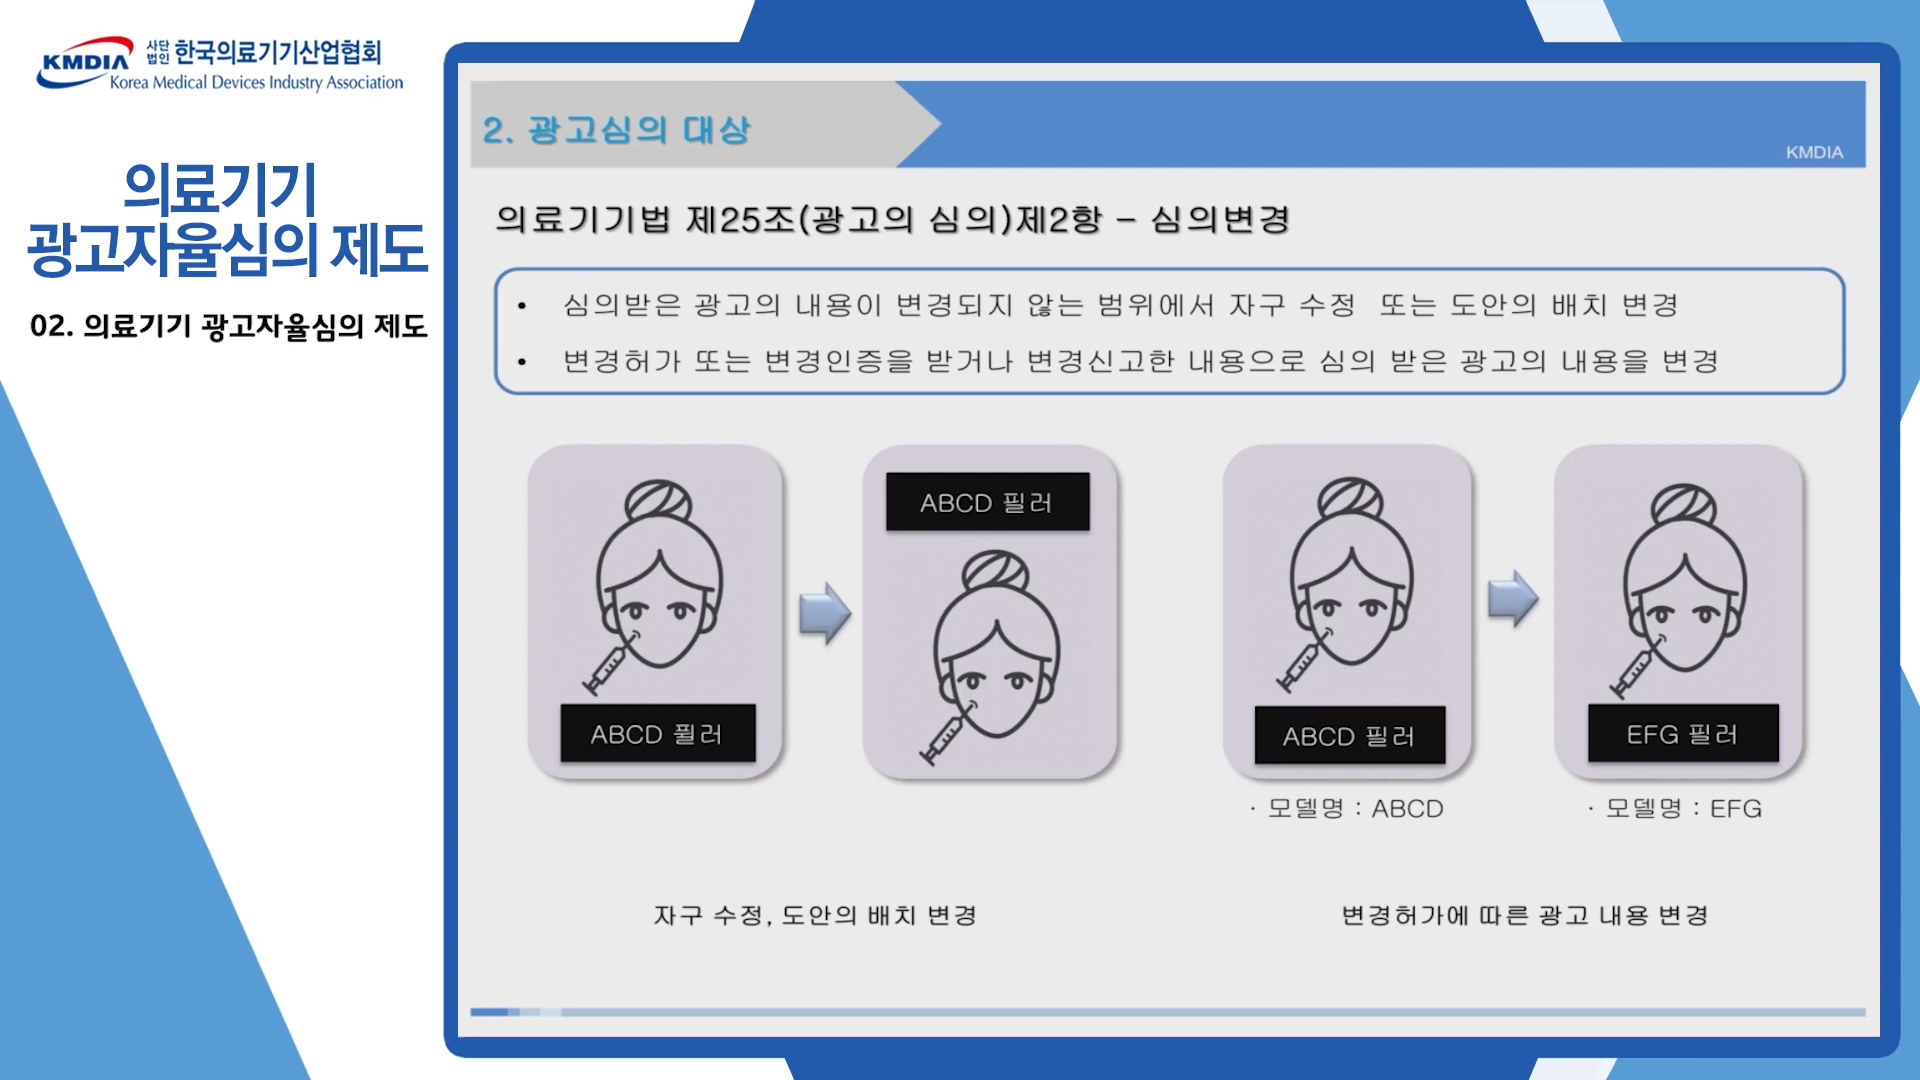 KMDIA 사단법인 한국의료기기산업협회
Korea Medical Devices Industry Association
의료기기
광고자율심의 제도
02. 의료기기 광고자율심의 제도
2. 광고심의 대상
KMDIA
의료기기법 제25조(광고의 심의)제2항 – 심의변경
• 심의받은 광고의 내용이 변경되지 않는 범위에서 자구 수정 또는 도안의 배치 변경
• 변경허가 또는 변경인증을 받거나 변경신고한 내용으로 심의 받은 광고의 내용을 변경
ABCD 퓔러
ABCD 필러
ABCD 필러
EFG 필러
· 모델명 : ABCD
· 모델명 : EFG
자구 수정, 도안의 배치 변경
변경허가에 따른 광고 내용 변경